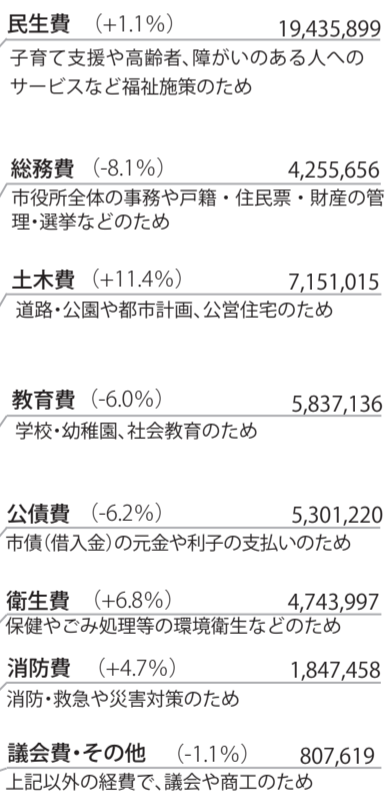 民生費 （+1.1%） 19,435,899
子育て支援や高齢者、障がいのある人への
サービスなど福祉施策のため
総務費 （-8.1%） 4,255,656
市役所全体の事務や戸籍・住民票・財産の管
理・選挙などのため
土木費 （+11.4%） 7,151,015
道路・公園や都市計画、公営住宅のため
教育費 （-6.0%） 5,837,136
学校・幼稚園、社会教育のため
公債費 （-6.2%） 5,301,220
市債（借入金）の元金や利子の支払いのため
衛生費 （+6.8%） 4,743,997
保健やごみ処理等の環境衛生などのため
消防費 （+4.7%） 1,847,458
消防・救急や災害対策のため
議会費・その他 （-1.1%） 807,619
上記以外の経費で、議会や商工のため